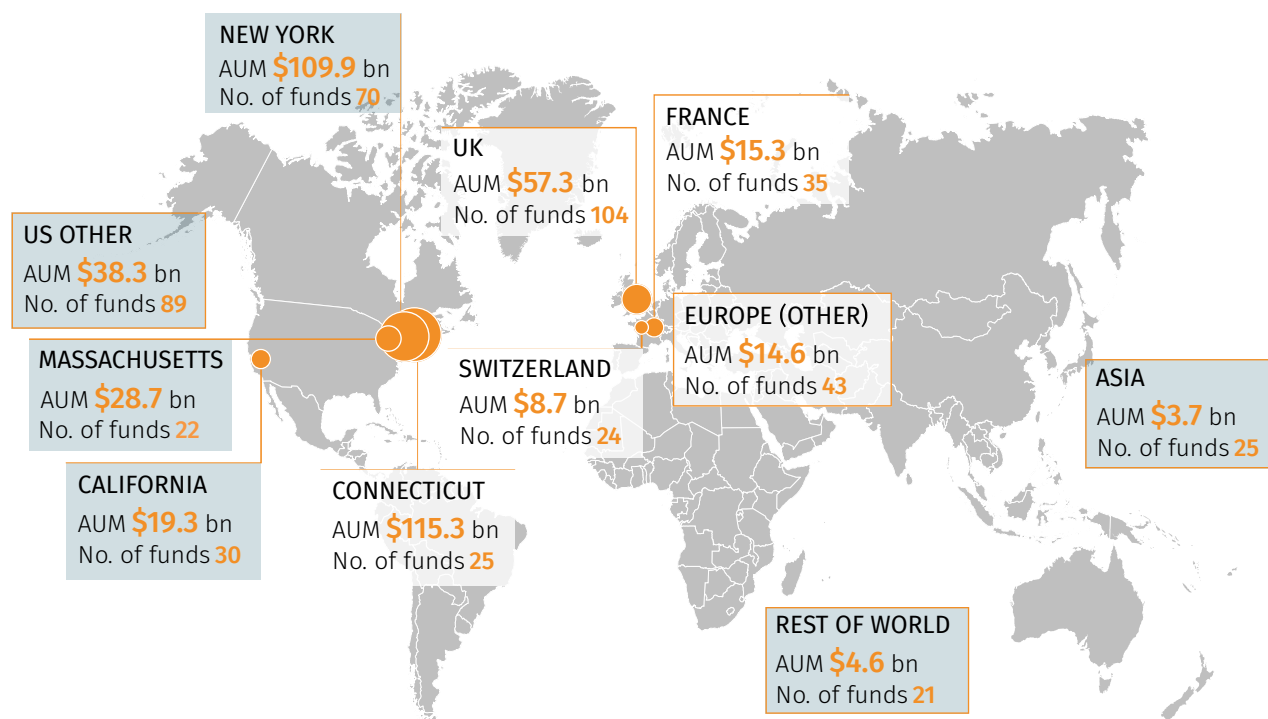 NEW YORK
AUM $109.9 bn
No. of funds 70
UK
AUM $57.3 bn
No. of funds 104
FRANCE
AUM $15.3 bn
No. of funds 35
US OTHER
AUM $38.3 bn
No. of funds 89
MASSACHUSETTS
AUM $28.7 bn
No. of funds 22
CALIFORNIA
AUM $19.3 bn
No. of funds 30
CONNECTICUT
AUM $115.3 bn
No. of funds 25
SWITZERLAND
AUM $8.7 bn
No. of funds 24
EUROPE (OTHER)
AUM $14.6 bn
No. of funds 43
ASIA
AUM $3.7 bn
No. of funds 25
REST OF WORLD
AUM $4.6 bn
No. of funds 21